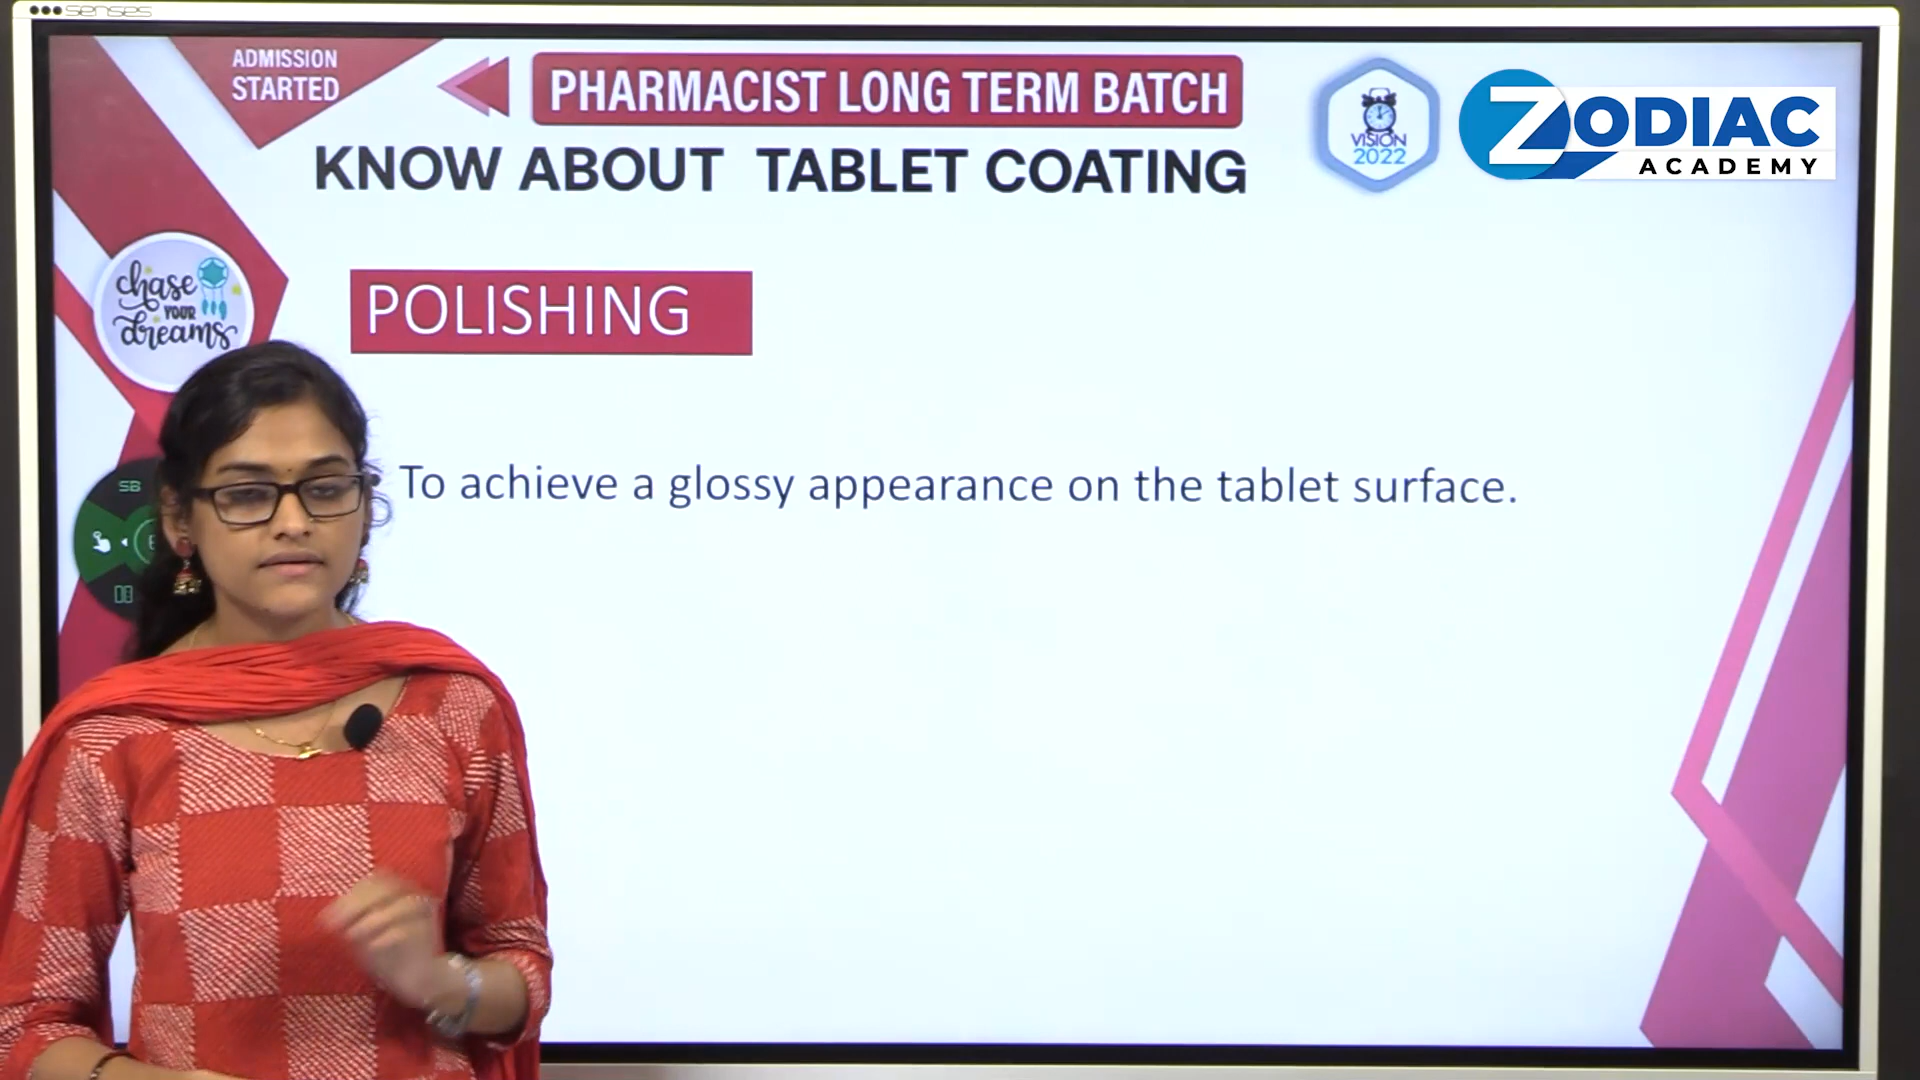 senses
ADMISSION
STARTED
PHARMACIST LONG TERM BATCH
KNOW ABOUT TABLET COATING
VISION
2022
ZODIAC
ACADEMY
chase
YOUR
dreams
POLISHING
To achieve a glossy appearance on the tablet surface.
SB
E